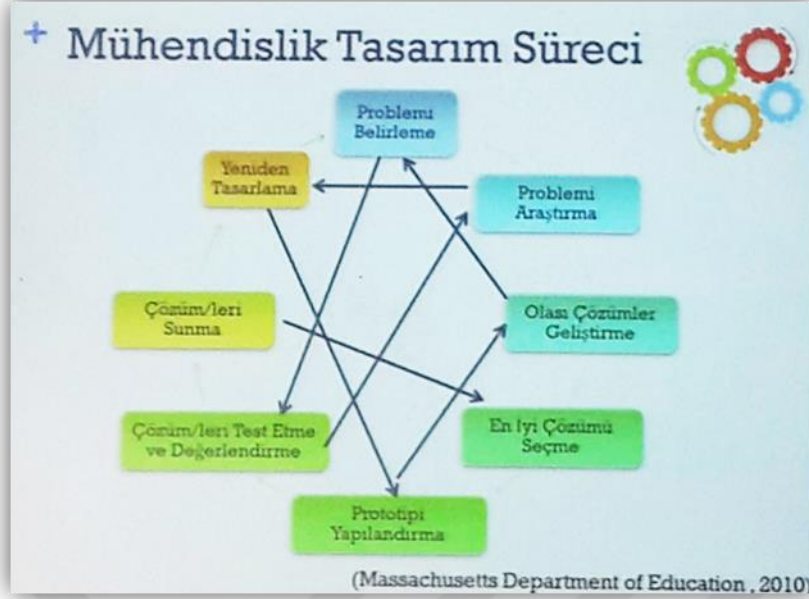 + Mühendislik Tasarım Süreci
Problemi
Belirleme
Yeniden
Tasarlama
Problemi
Araştırma
Çözüm/leri
Sunma
Olası Çözümler
Geliştirme
Çözüm/leri Test Etme
ve Değerlendirme
En İyi Çözümü
Seçme
Prototipi
Yapılandırma
(Massachusetts Department of Education, 2010)